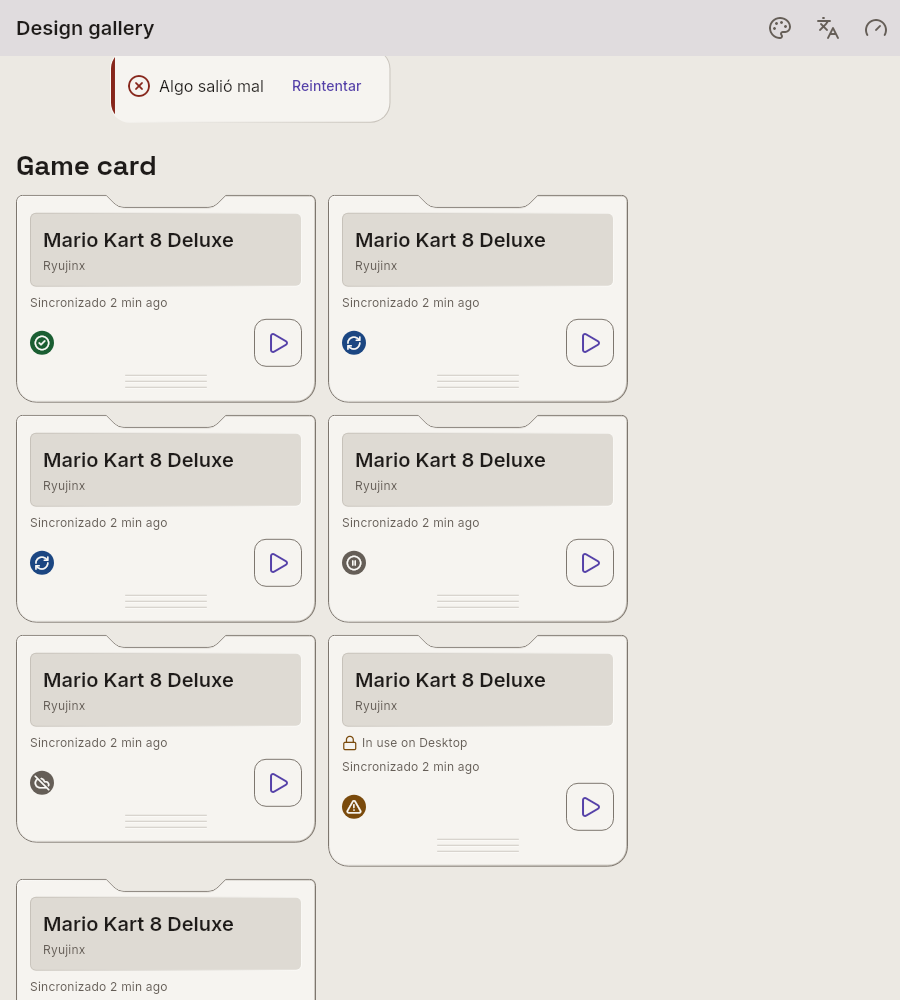 Design gallery
Algo salió mal
Reintentar
Game card
Mario Kart 8 Deluxe
Ryujinx
Sincronizado 2 min ago
Mario Kart 8 Deluxe
Ryujinx
Sincronizado 2 min ago
Mario Kart 8 Deluxe
Ryujinx
Sincronizado 2 min ago
Mario Kart 8 Deluxe
Ryujinx
Sincronizado 2 min ago
Mario Kart 8 Deluxe
Ryujinx
Sincronizado 2 min ago
Mario Kart 8 Deluxe
Ryujinx
In use on Desktop
Sincronizado 2 min ago
Mario Kart 8 Deluxe
Ryujinx
Sincronizado 2 min ago